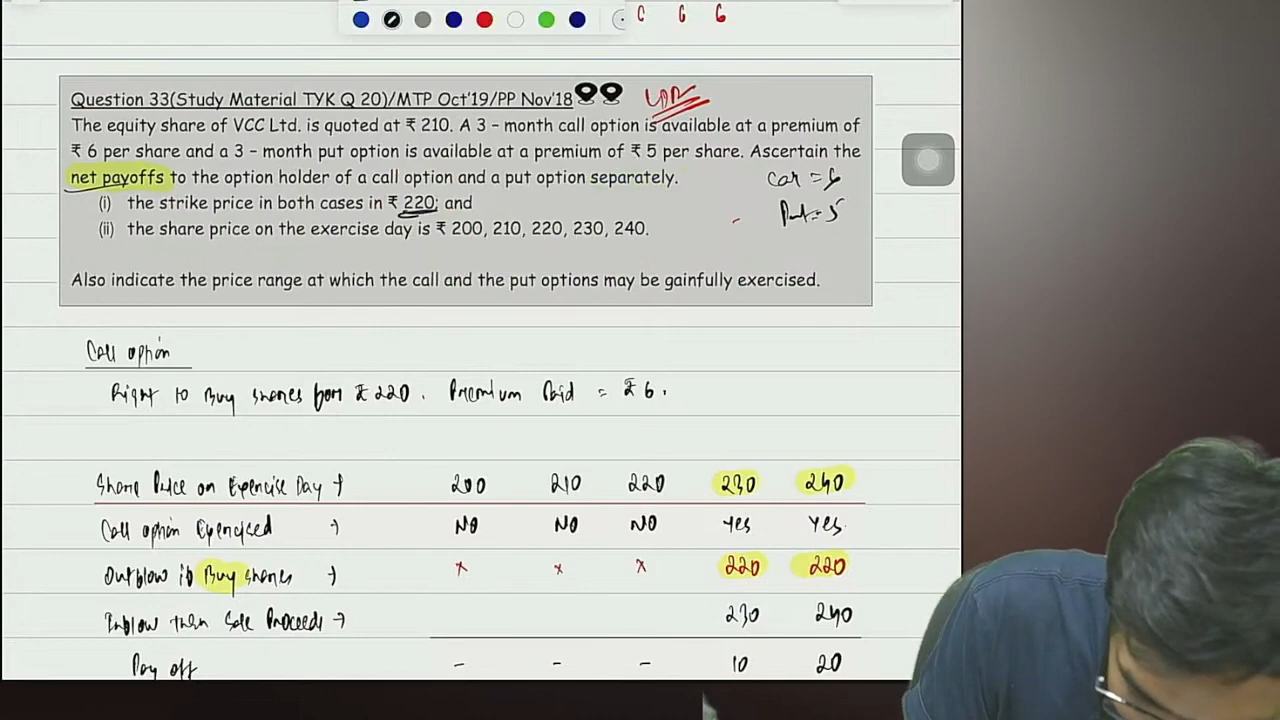 6 6
Question 33(Study Material TYK Q 20)/MTP Oct'19/PP Nov'18 LDR
The equity share of VCC Ltd. is quoted at ₹ 210. A 3 – month call option is available at a premium of
₹ 6 per share and a 3 – month put option is available at a premium of ₹ 5 per share. Ascertain the
net payoffs to the option holder of a call option and a put option separately.
Call = 6
(i) the strike price in both cases in ₹ 220; and
Put = 5
(ii) the share price on the exercise day is ₹ 200, 210, 220, 230, 240.
Also indicate the price range at which the call and the put options may be gainfully exercised.
Call option
Right to Buy shares for ₹ 220. Premium Paid = ₹ 6.
Share Price on Exercise Day → 200 210 220 230 240
Call option Exercised → NO NO NO Yes Yes.
Outflow to Buy shares → × × × 220 220
Inflow from Sale Proceeds → 230 240
Pay off - - - 10 20